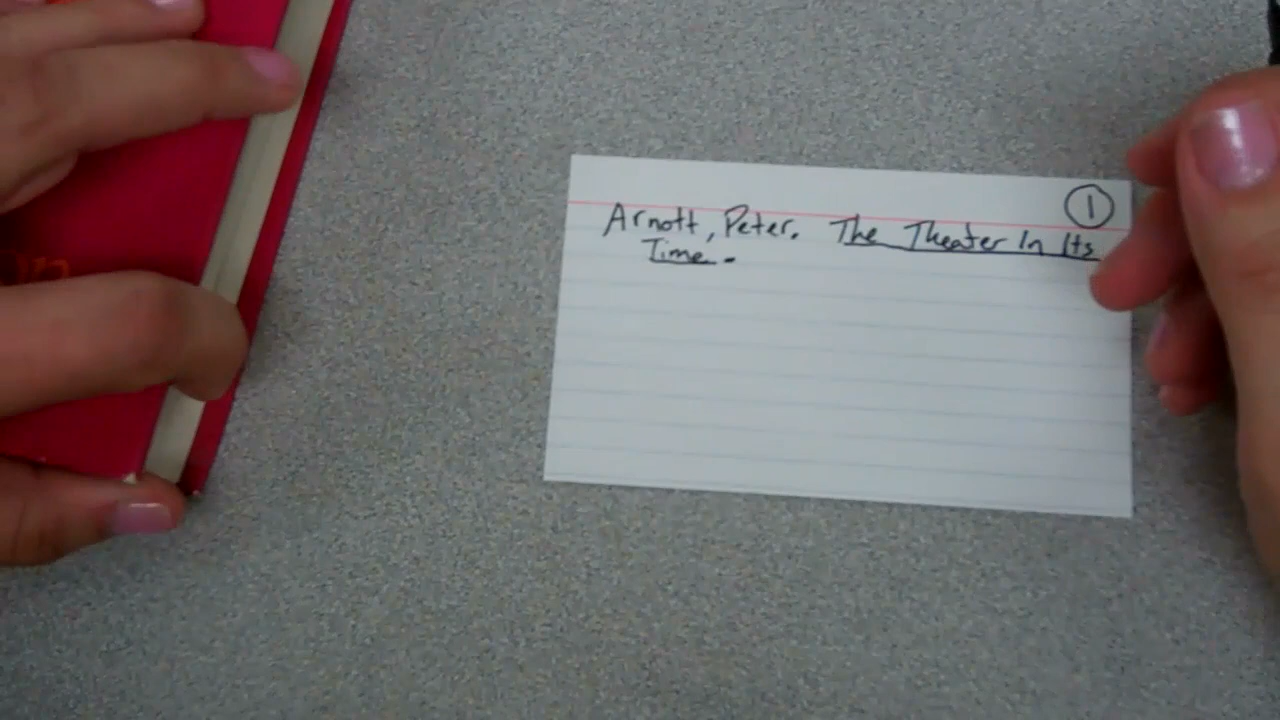 ①
Arnott, Peter. The Theater In Its
Time.